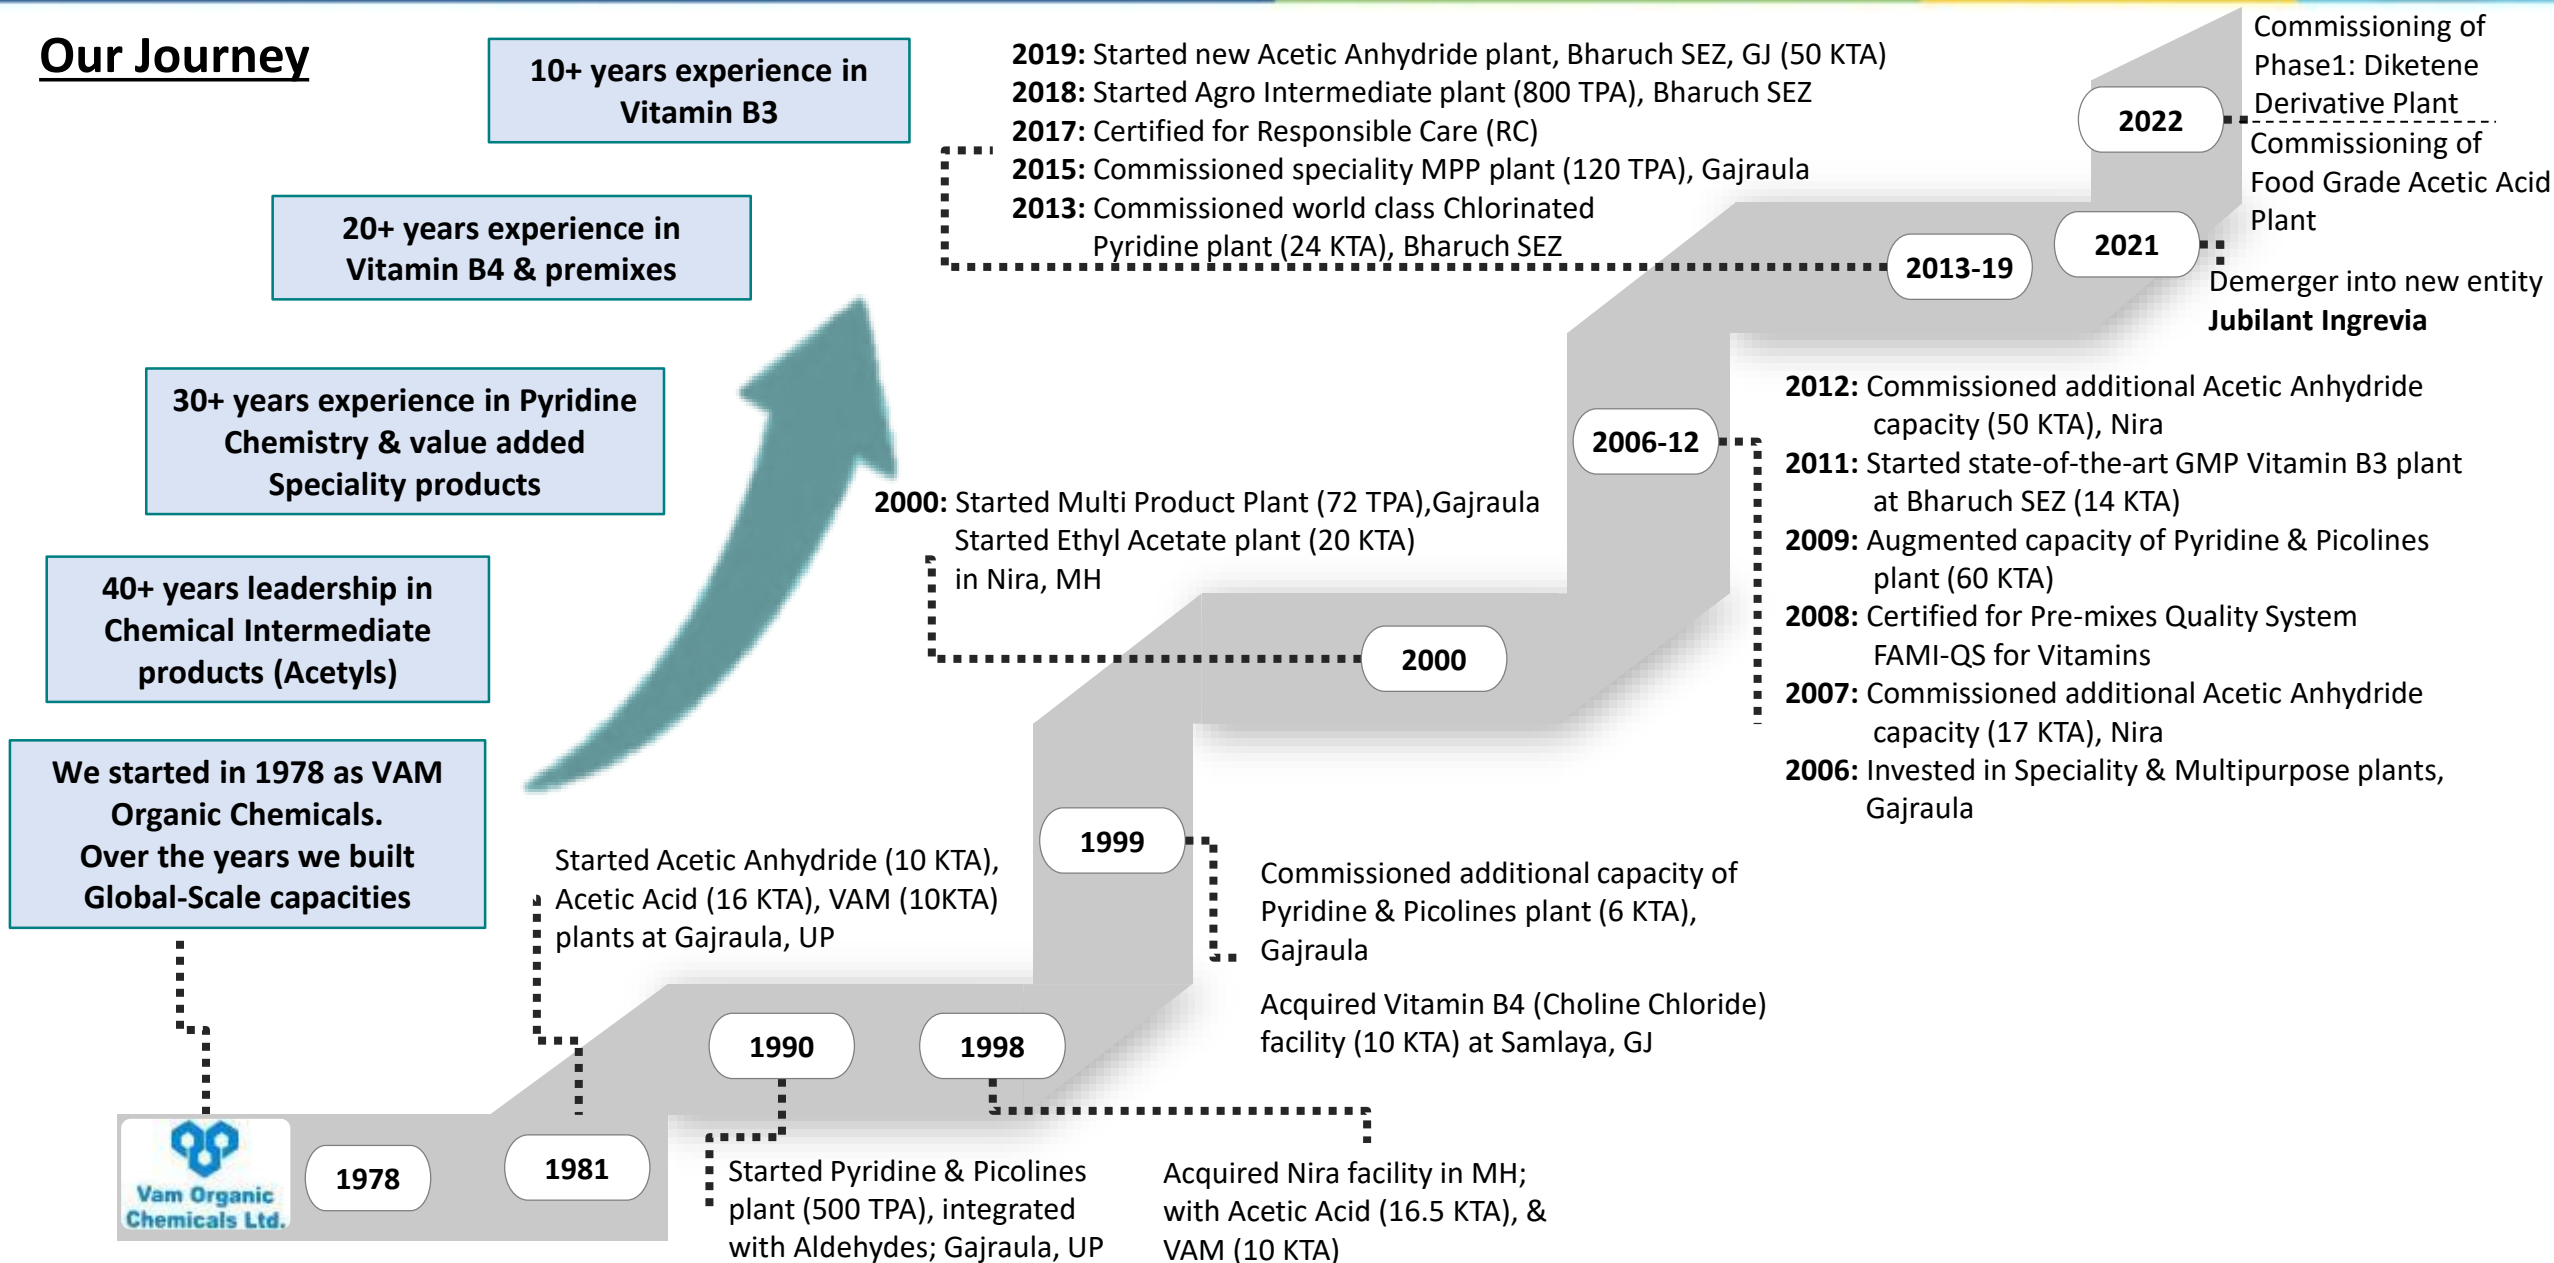 Our Journey
10+ years experience in
Vitamin B3
20+ years experience in
Vitamin B4 & premixes
30+ years experience in Pyridine
Chemistry & value added
Speciality products
40+ years leadership in
Chemical Intermediate
products (Acetyls)
We started in 1978 as VAM
Organic Chemicals.
Over the years we built
Global-Scale capacities
Vam Organic
Chemicals Ltd.
1978
1981
Started Acetic Anhydride (10 KTA),
Acetic Acid (16 KTA), VAM (10KTA)
plants at Gajraula, UP
1990
Started Pyridine & Picolines
plant (500 TPA), integrated
with Aldehydes; Gajraula, UP
1998
Acquired Nira facility in MH;
with Acetic Acid (16.5 KTA), &
VAM (10 KTA)
1999
Commissioned additional capacity of
Pyridine & Picolines plant (6 KTA),
Gajraula
Acquired Vitamin B4 (Choline Chloride)
facility (10 KTA) at Samlaya, GJ
2000
2000: Started Multi Product Plant (72 TPA),Gajraula
Started Ethyl Acetate plant (20 KTA)
in Nira, MH
2006-12
2012: Commissioned additional Acetic Anhydride
capacity (50 KTA), Nira
2011: Started state-of-the-art GMP Vitamin B3 plant
at Bharuch SEZ (14 KTA)
2009: Augmented capacity of Pyridine & Picolines
plant (60 KTA)
2008: Certified for Pre-mixes Quality System
FAMI-QS for Vitamins
2007: Commissioned additional Acetic Anhydride
capacity (17 KTA), Nira
2006: Invested in Speciality & Multipurpose plants,
Gajraula
2013-19
2019: Started new Acetic Anhydride plant, Bharuch SEZ, GJ (50 KTA)
2018: Started Agro Intermediate plant (800 TPA), Bharuch SEZ
2017: Certified for Responsible Care (RC)
2015: Commissioned speciality MPP plant (120 TPA), Gajraula
2013: Commissioned world class Chlorinated
Pyridine plant (24 KTA), Bharuch SEZ
2021
Demerger into new entity
Jubilant Ingrevia
2022
Commissioning of
Phase1: Diketene
Derivative Plant
Commissioning of
Food Grade Acetic Acid
Plant